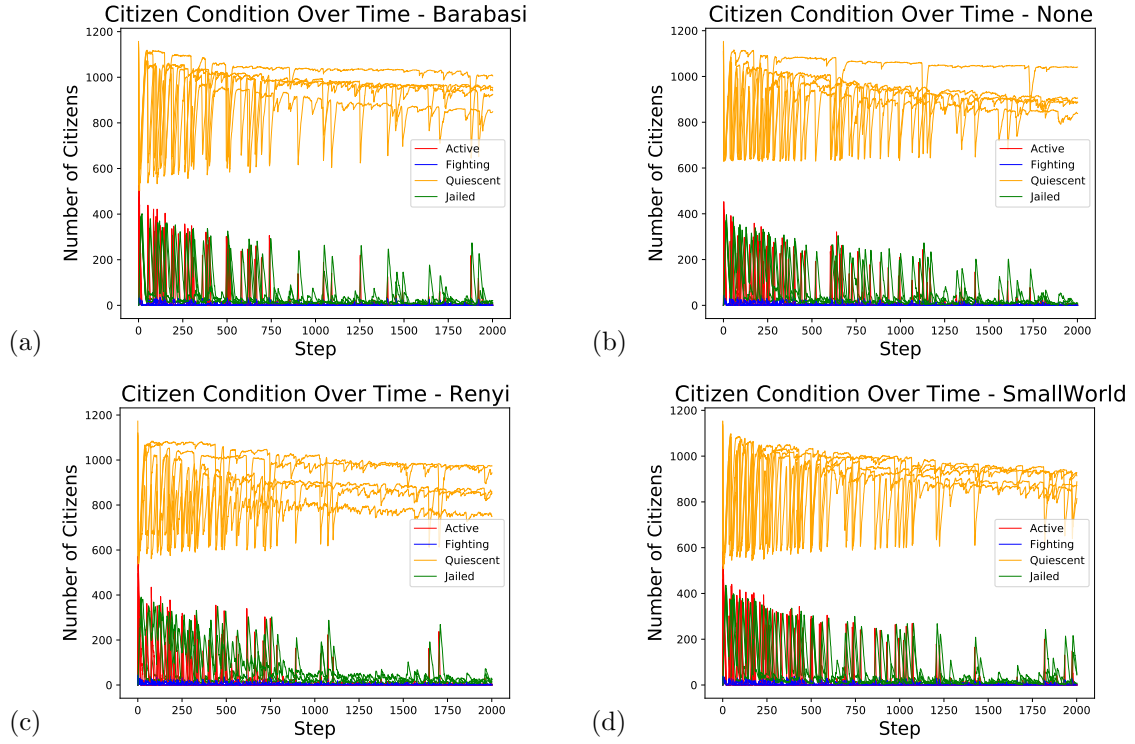 Citizen Condition Over Time - Barabasi
Number of Citizens
1200
1000
800
600
400
200
0
Active
Fighting
Quiescent
Jailed
0 250 500 750 1000 1250 1500 1750 2000
Step
(a)
Citizen Condition Over Time - None
Number of Citizens
1200
1000
800
600
400
200
0
Active
Fighting
Quiescent
Jailed
0 250 500 750 1000 1250 1500 1750 2000
Step
(b)
Citizen Condition Over Time - Renyi
Number of Citizens
1200
1000
800
600
400
200
0
Active
Fighting
Quiescent
Jailed
0 250 500 750 1000 1250 1500 1750 2000
Step
(c)
Citizen Condition Over Time - SmallWorld
Number of Citizens
1200
1000
800
600
400
200
0
Active
Fighting
Quiescent
Jailed
0 250 500 750 1000 1250 1500 1750 2000
Step
(d)